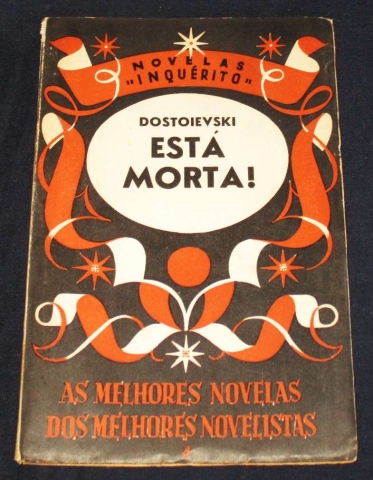 NOVELAS
"INQUÉRITO"
DOSTOIEVSKI
ESTÁ
MORTA!
AS MELHORES NOVELAS
DOS MELHORES NOVELISTAS